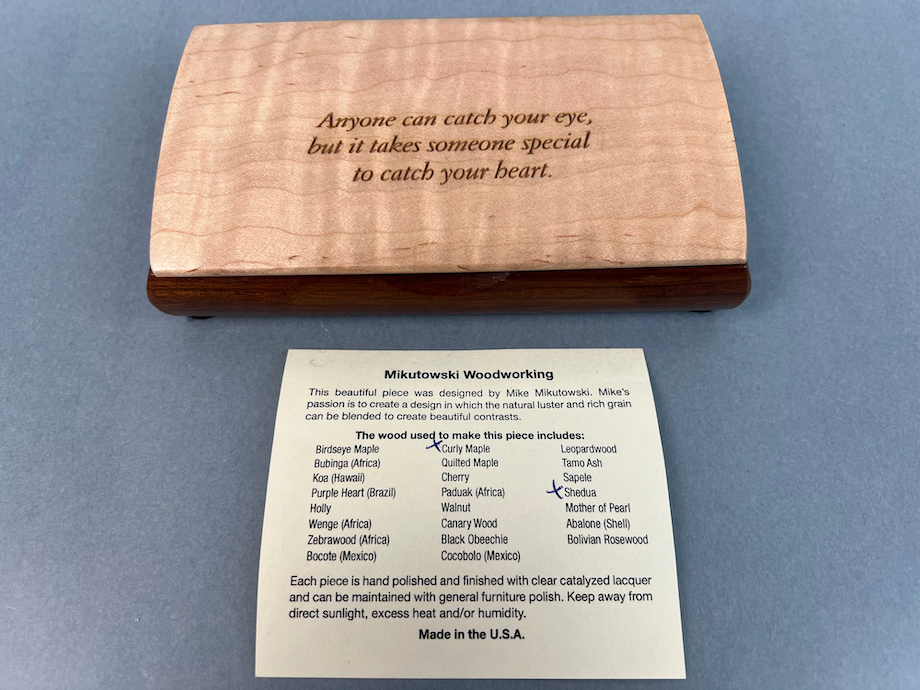 Anyone can catch your eye,
but it takes someone special
to catch your heart.
Mikutowski Woodworking
This beautiful piece was designed by Mike Mikutowski. Mike's
passion is to create a design in which the natural luster and rich grain
can be blended to create beautiful contrasts.
The wood used to make this piece includes:
Birdseye Maple
Bubinga (Africa)
Koa (Hawaii)
Purple Heart (Brazil)
Holly
Wenge (Africa)
Zebrawood (Africa)
Bocote (Mexico)
x Curly Maple
Quilted Maple
Cherry
Paduak (Africa)
Walnut
Canary Wood
Black Obeechie
Cocobolo (Mexico)
Leopardwood
Tamo Ash
Sapele
x Shedua
Mother of Pearl
Abalone (Shell)
Bolivian Rosewood
Each piece is hand polished and finished with clear catalyzed lacquer
and can be maintained with general furniture polish. Keep away from
direct sunlight, excess heat and/or humidity.
Made in the U.S.A.